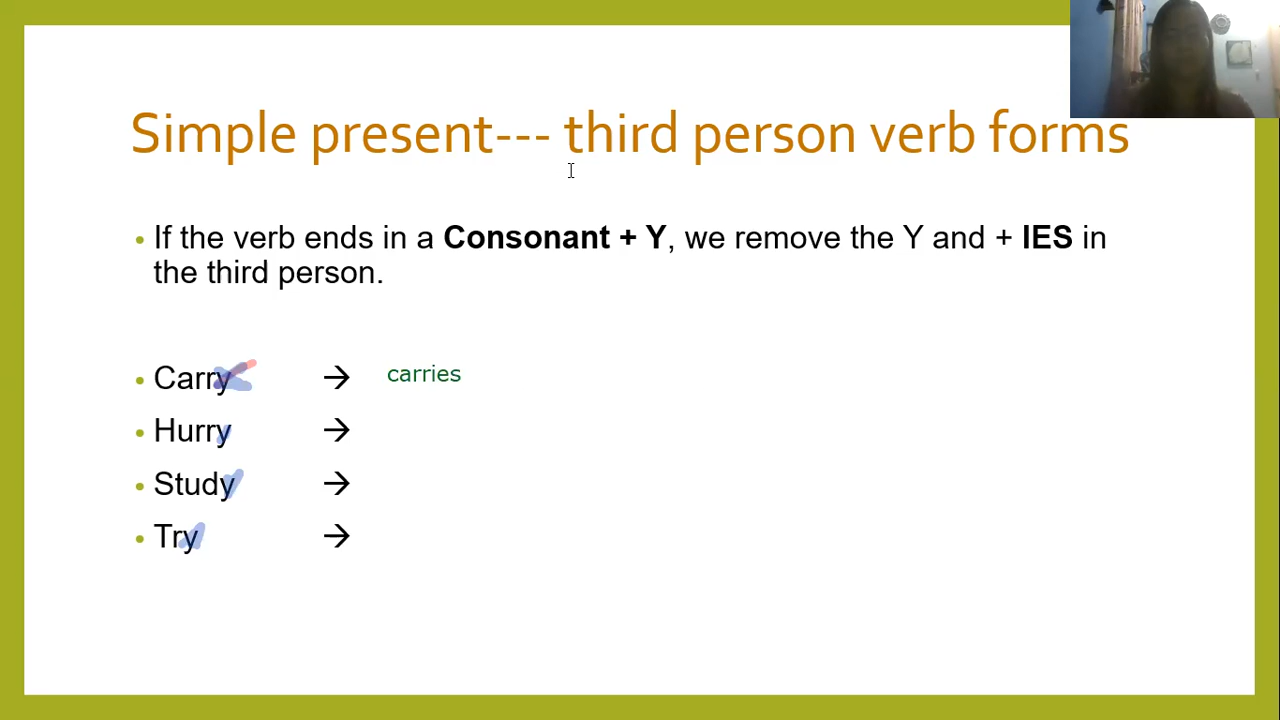 Simple present--- third person verb forms
• If the verb ends in a Consonant + Y, we remove the Y and + IES in
the third person.
• Carry → carries
• Hurry →
• Study →
• Try →